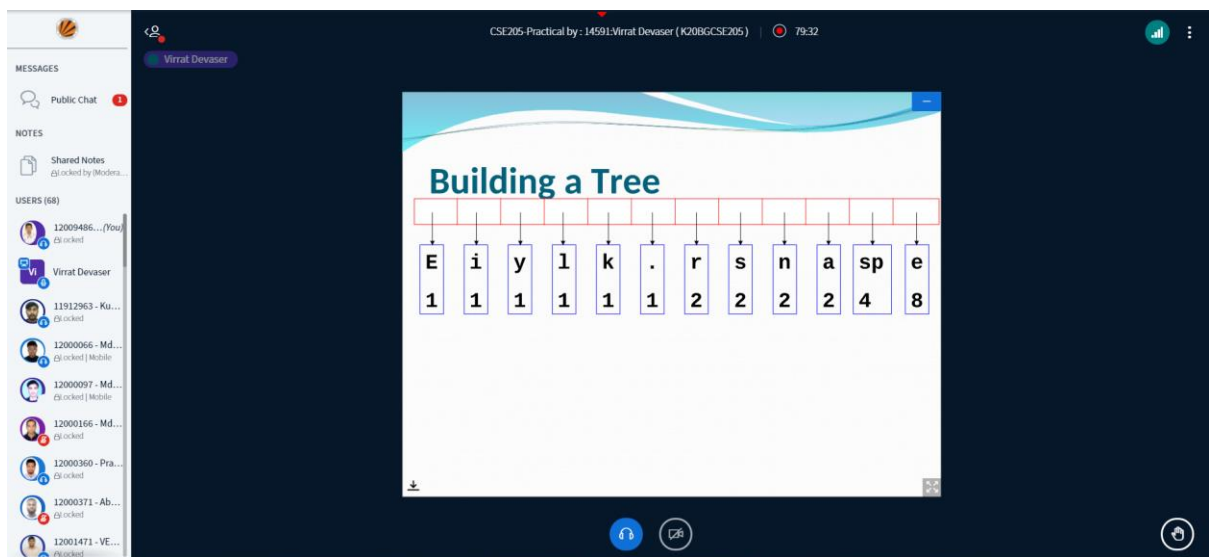 CSE205-Practical by : 14591:Virrat Devaser ( K20BGCSE205 ) | 79:32
Virrat Devaser
MESSAGES
Public Chat 1
NOTES
Shared Notes
Locked by (Modera...
USERS (68)
12009486... (You)
Locked
Vi Virrat Devaser
11912963 - Ku...
Locked
12000066 - Md...
Locked | Mobile
12000097 - Md...
Locked | Mobile
12000166 - Md...
Locked
12000360 - Pra...
Locked
12000371 - Ab...
Locked
12001471 - VE...
Locked
Building a Tree
E i y l k . r s n a sp e
1 1 1 1 1 1 2 2 2 2 4 8